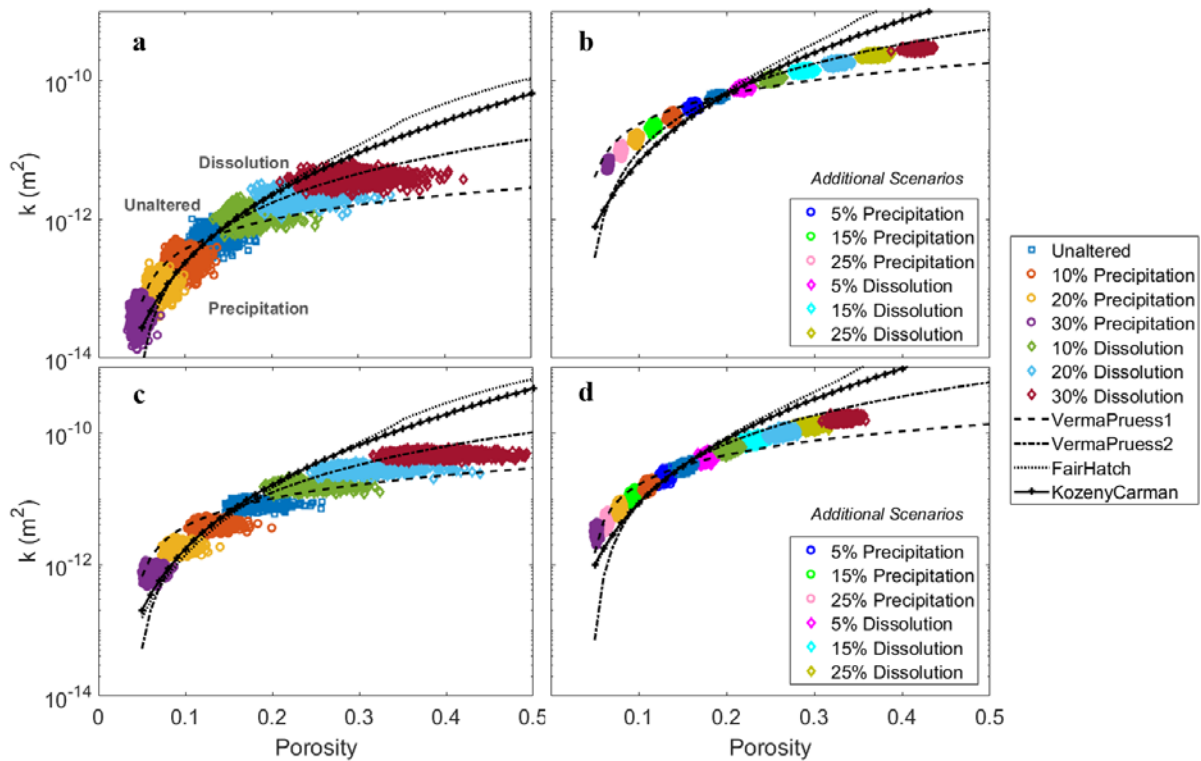 a
b
k (m²)
10⁻¹⁰
10⁻¹²
10⁻¹⁴
Dissolution
Unaltered
Precipitation
Additional Scenarios
5% Precipitation
15% Precipitation
25% Precipitation
5% Dissolution
15% Dissolution
25% Dissolution
Unaltered
10% Precipitation
20% Precipitation
30% Precipitation
10% Dissolution
20% Dissolution
30% Dissolution
VermaPruess1
VermaPruess2
FairHatch
KozenyCarman
c
d
k (m²)
10⁻¹⁰
10⁻¹²
10⁻¹⁴
Additional Scenarios
5% Precipitation
15% Precipitation
25% Precipitation
5% Dissolution
15% Dissolution
25% Dissolution
0 0.1 0.2 0.3 0.4 0.5
0.1 0.2 0.3 0.4 0.5
Porosity
Porosity